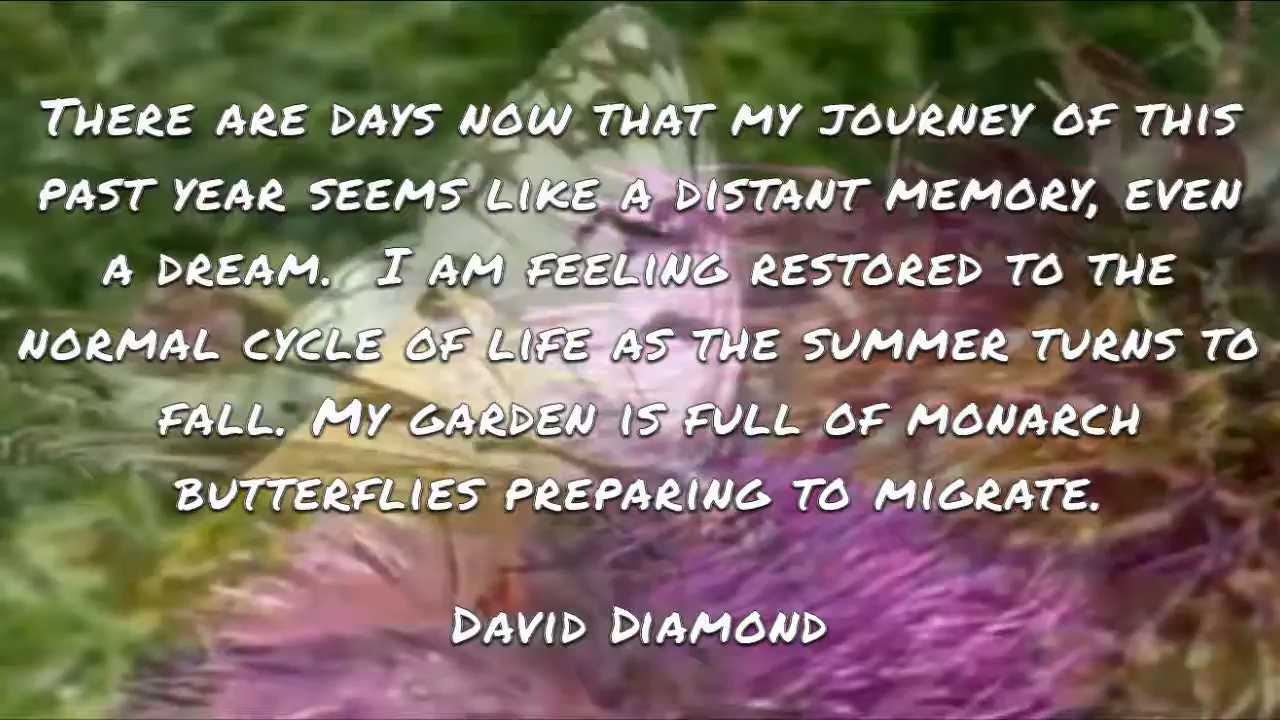 There are days now that my journey of this
past year seems like a distant memory, even
a dream.  I am feeling restored to the
normal cycle of life as the summer turns to
fall. My garden is full of monarch
butterflies preparing to migrate.
David Diamond